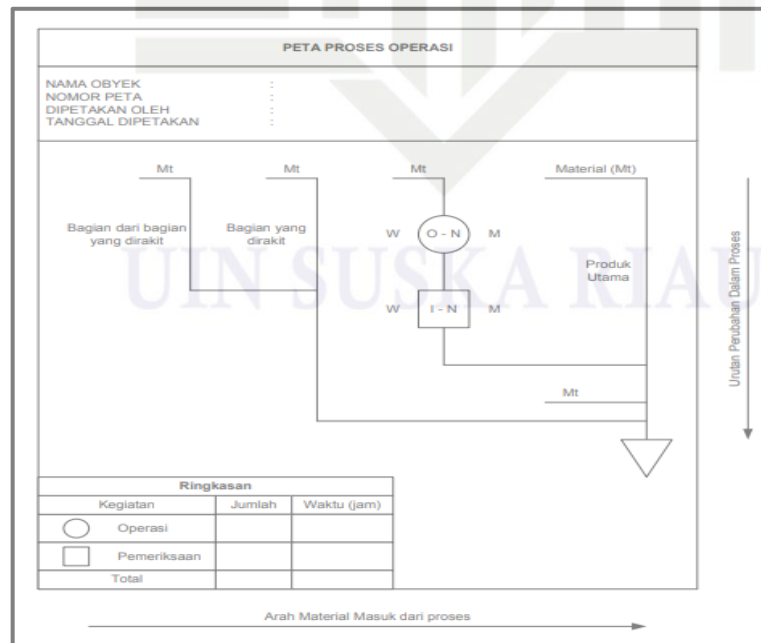 PETA PROSES OPERASI
NAMA OBYEK :
NOMOR PETA :
DIPETAKAN OLEH :
TANGGAL DIPETAKAN :
Mt
Mt
Mt
Material (Mt)
Bagian dari bagian
yang dirakit
Bagian yang
dirakit
W O - N M
Produk
Utama
W I - N M
Mt
Urutan Perubahan Dalam Proses
UIN SUSKA RIAU
Ringkasan
Kegiatan Jumlah Waktu (jam)
Operasi
Pemeriksaan
Total
Arah Material Masuk dari proses